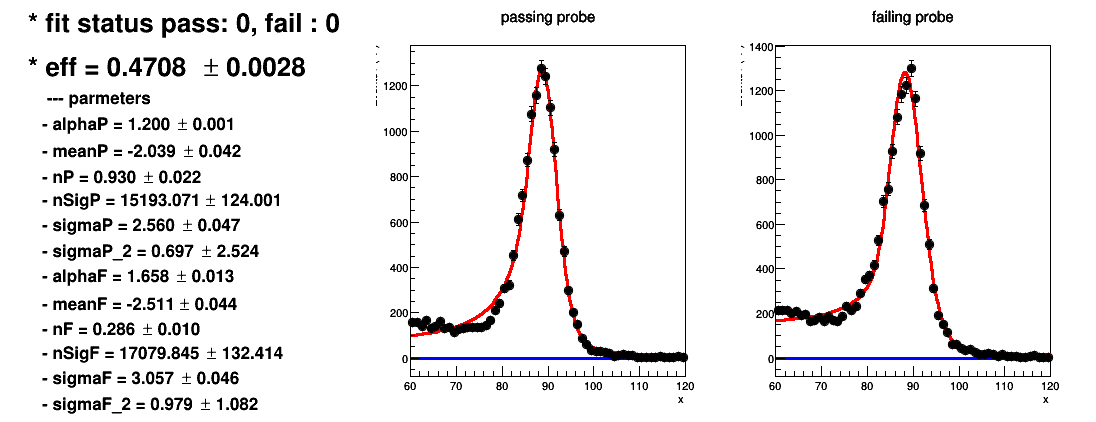 * fit status pass: 0, fail : 0
* eff = 0.4708 ± 0.0028
--- parmeters
- alphaP = 1.200 ± 0.001
- meanP = -2.039 ± 0.042
- nP = 0.930 ± 0.022
- nSigP = 15193.071 ± 124.001
- sigmaP = 2.560 ± 0.047
- sigmaP_2 = 0.697 ± 2.524
- alphaF = 1.658 ± 0.013
- meanF = -2.511 ± 0.044
- nF = 0.286 ± 0.010
- nSigF = 17079.845 ± 132.414
- sigmaF = 3.057 ± 0.046
- sigmaF_2 = 0.979 ± 1.082
passing probe
1200
1000
800
600
400
200
0
60 70 80 90 100 110 120
x
failing probe
1400
1200
1000
800
600
400
200
0
60 70 80 90 100 110 120
x